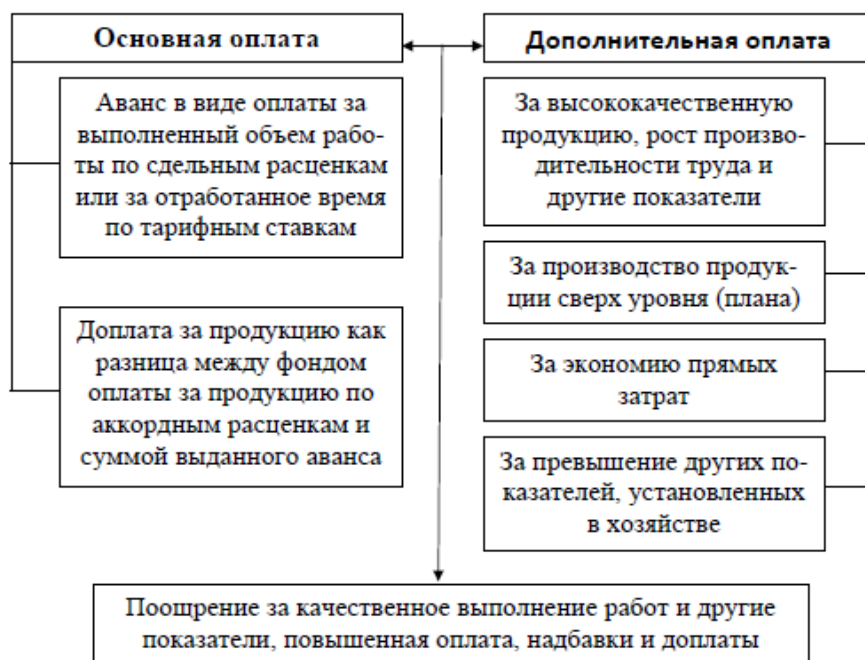 Основная оплата
Аванс в виде оплаты за
выполненный объем рабо-
ты по сдельным расценкам
или за отработанное время
по тарифным ставкам
Доплата за продукцию как
разница между фондом
оплаты за продукцию по
аккордным расценкам и
суммой выданного аванса
Дополнительная оплата
За высококачественную
продукцию, рост произво-
дительности труда и
другие показатели
За производство продук-
ции сверх уровня (плана)
За экономию прямых
затрат
За превышение других по-
казателей, установленных
в хозяйстве
Поощрение за качественное выполнение работ и другие
показатели, повышенная оплата, надбавки и доплаты